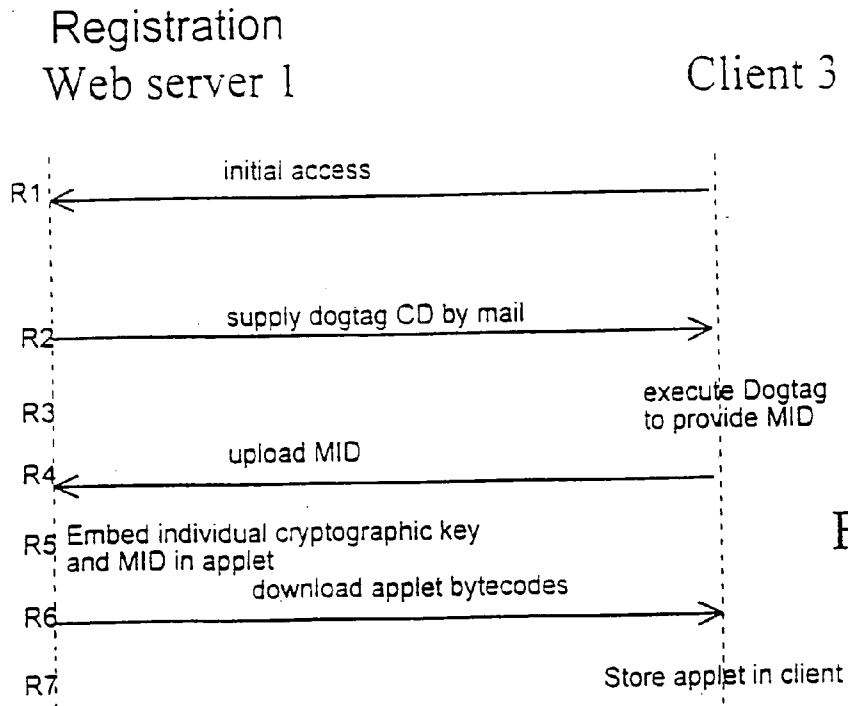 Registration
Web server 1
Client 3
R1
initial access
R2
supply dogtag CD by mail
R3
execute Dogtag
to provide MID
R4
upload MID
R5
Embed individual cryptographic key
and MID in applet
R6
download applet bytecodes
R7
Store applet in client